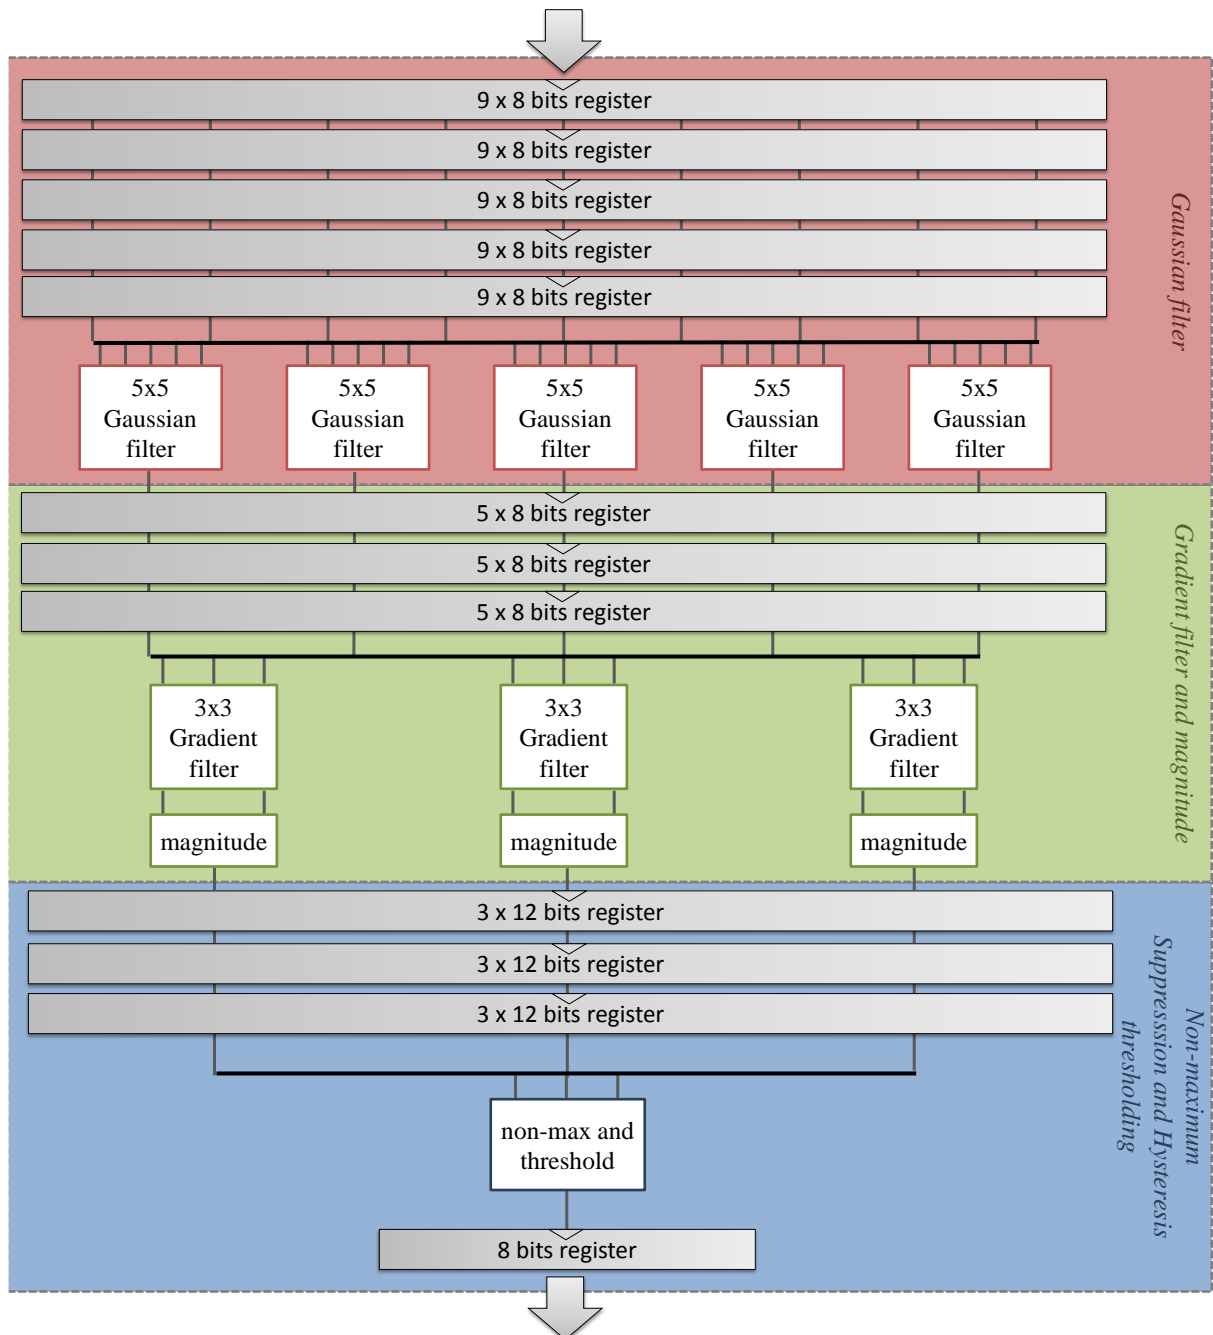 9 x 8 bits register
9 x 8 bits register
9 x 8 bits register
9 x 8 bits register
9 x 8 bits register
Gaussian filter
5x5
Gaussian
filter
5x5
Gaussian
filter
5x5
Gaussian
filter
5x5
Gaussian
filter
5x5
Gaussian
filter
5 x 8 bits register
5 x 8 bits register
5 x 8 bits register
Gradient filter and magnitude
3x3
Gradient
filter
3x3
Gradient
filter
3x3
Gradient
filter
magnitude
magnitude
magnitude
3 x 12 bits register
3 x 12 bits register
3 x 12 bits register
Non-maximum
Suppresssion and Hysteresis
thresholding
non-max and
threshold
8 bits register